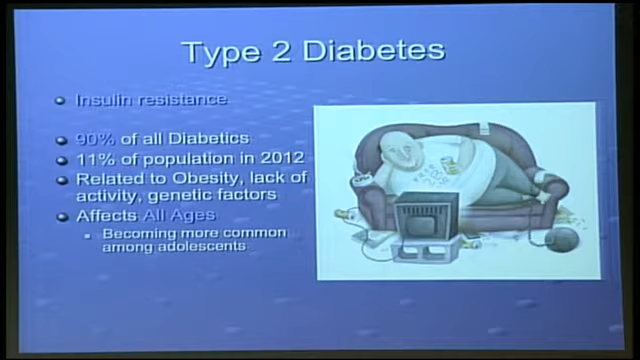 Type 2 Diabetes
Insulin resistance
90% of all Diabetics
11% of population in 2012
Related to Obesity, lack of
activity, genetic factors
Affects All Ages
Becoming more common
among adolescents